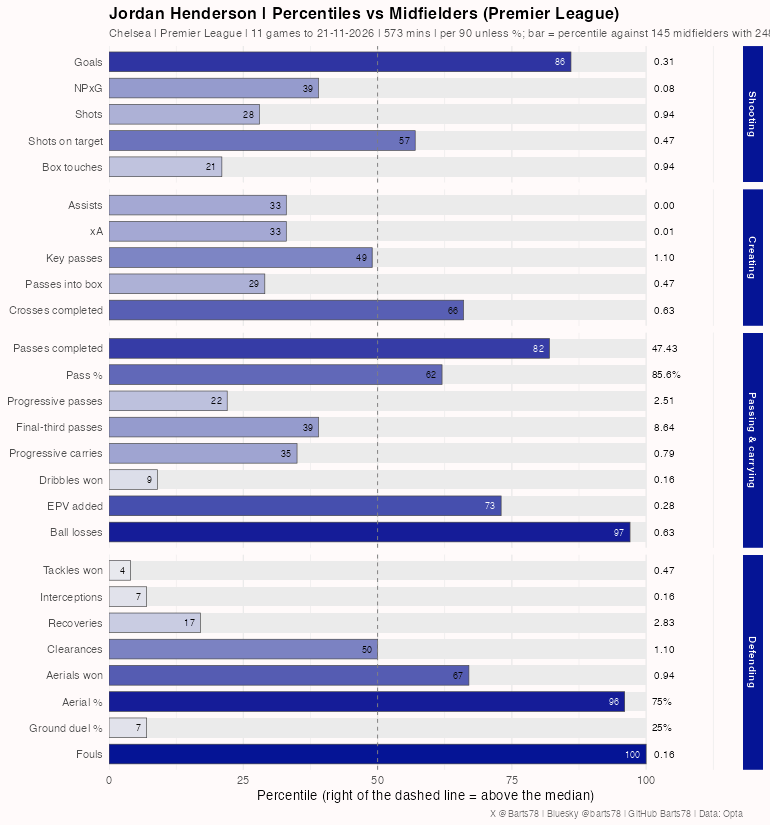 Jordan Henderson | Percentiles vs Midfielders (Premier League)
Chelsea | Premier League | 11 games to 21-11-2026 | 573 mins | per 90 unless %; bar = percentile against 145 midfielders with 248
Goals 86 0.31
NPxG 39 0.08
Shots 28 0.94
Shots on target 57 0.47
Box touches 21 0.94
Shooting
Assists 33 0.00
xA 33 0.01
Key passes 49 1.10
Passes into box 29 0.47
Crosses completed 66 0.63
Creating
Passes completed 82 47.43
Pass % 62 85.6%
Progressive passes 22 2.51
Final-third passes 39 8.64
Progressive carries 35 0.79
Dribbles won 9 0.16
EPV added 73 0.28
Ball losses 97 0.63
Passing & carrying
Tackles won 4 0.47
Interceptions 7 0.16
Recoveries 17 2.83
Clearances 50 1.10
Aerials won 67 0.94
Aerial % 96 75%
Ground duel % 7 25%
Fouls 100 0.16
Defending
0 25 50 75 100
Percentile (right of the dashed line = above the median)
X @Barts78 | Bluesky @barts78 | GitHub Barts78 | Data: Opta